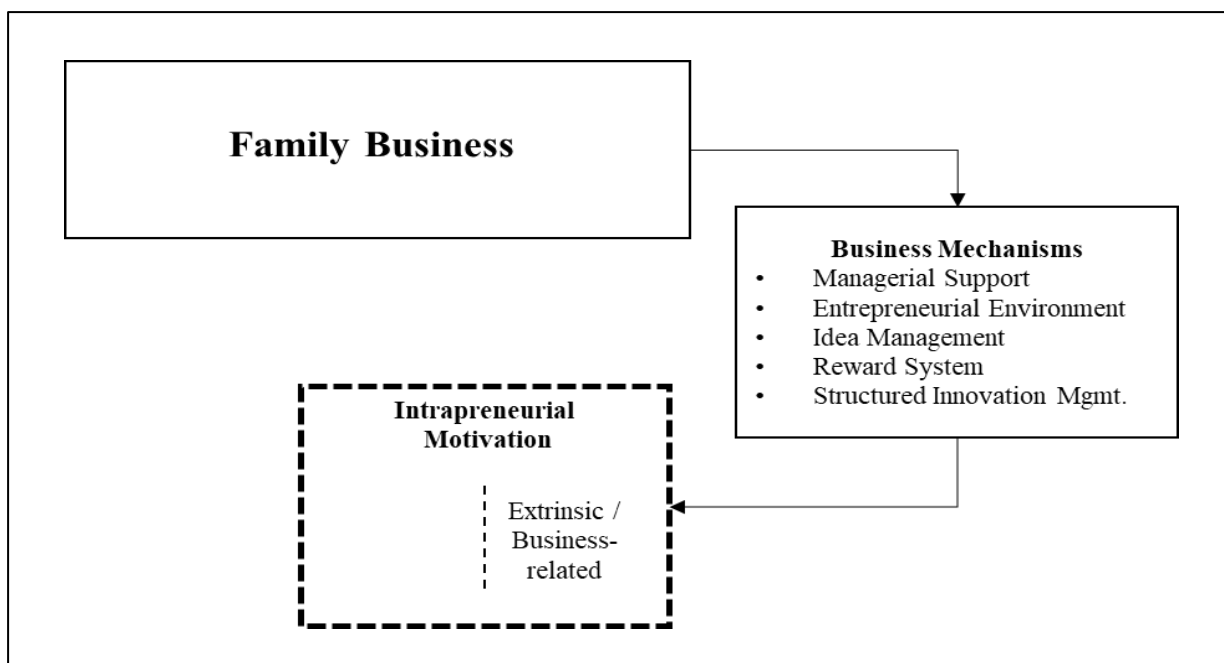 Family Business
Business Mechanisms
• Managerial Support
• Entrepreneurial Environment
• Idea Management
• Reward System
• Structured Innovation Mgmt.
Intrapreneurial
Motivation
Extrinsic /
Business-
related